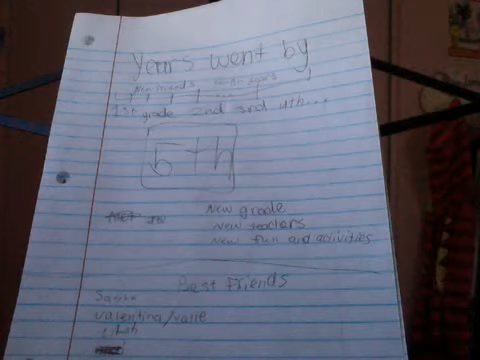 Years went by
1st grade 2nd 3nd 4th...
5th
New grade
New teachers
New fun and activities
Best Friends
Valentina/Valle